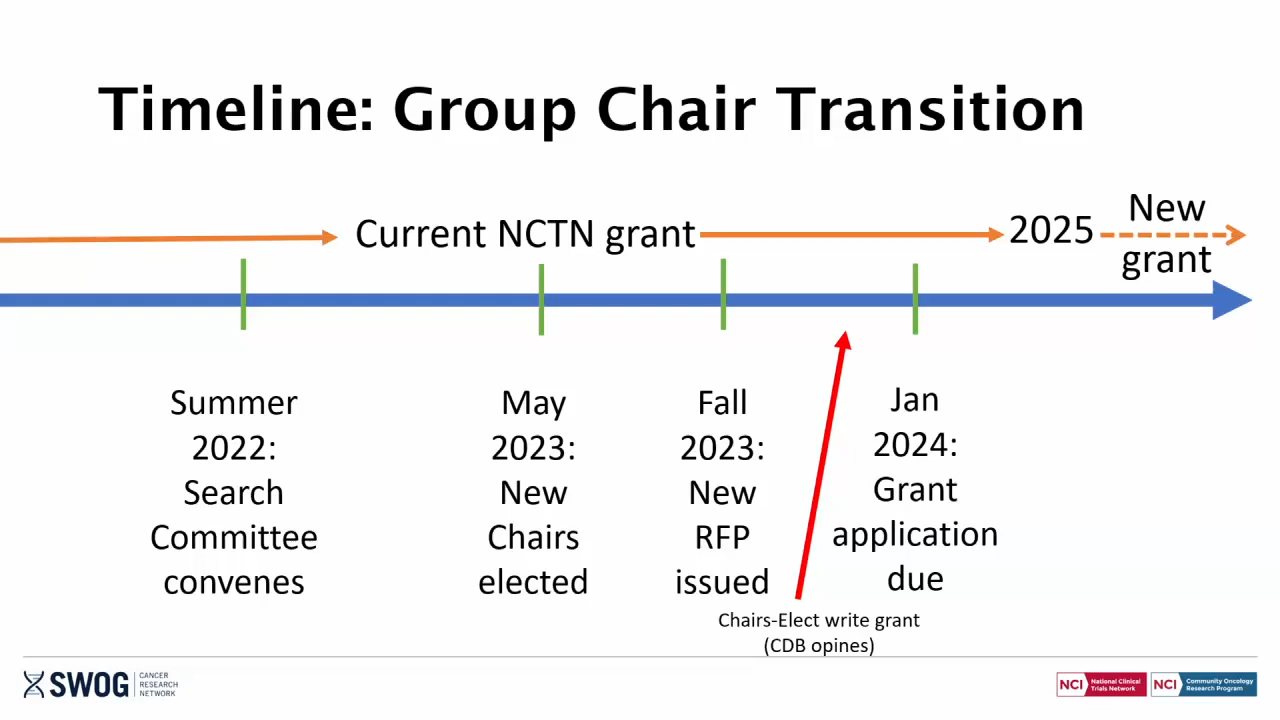 Timeline: Group Chair Transition
Current NCTN grant
2025
New
grant
Summer
2022:
Search
Committee
convenes
May
2023:
New
Chairs
elected
Fall
2023:
New
RFP
issued
Jan
2024:
Grant
application
due
Chairs-Elect write grant
(CDB opines)
SWOG
CANCER
RESEARCH
NETWORK
NCI
National Clinical
Trials Network
NCI
Community Oncology
Research Program